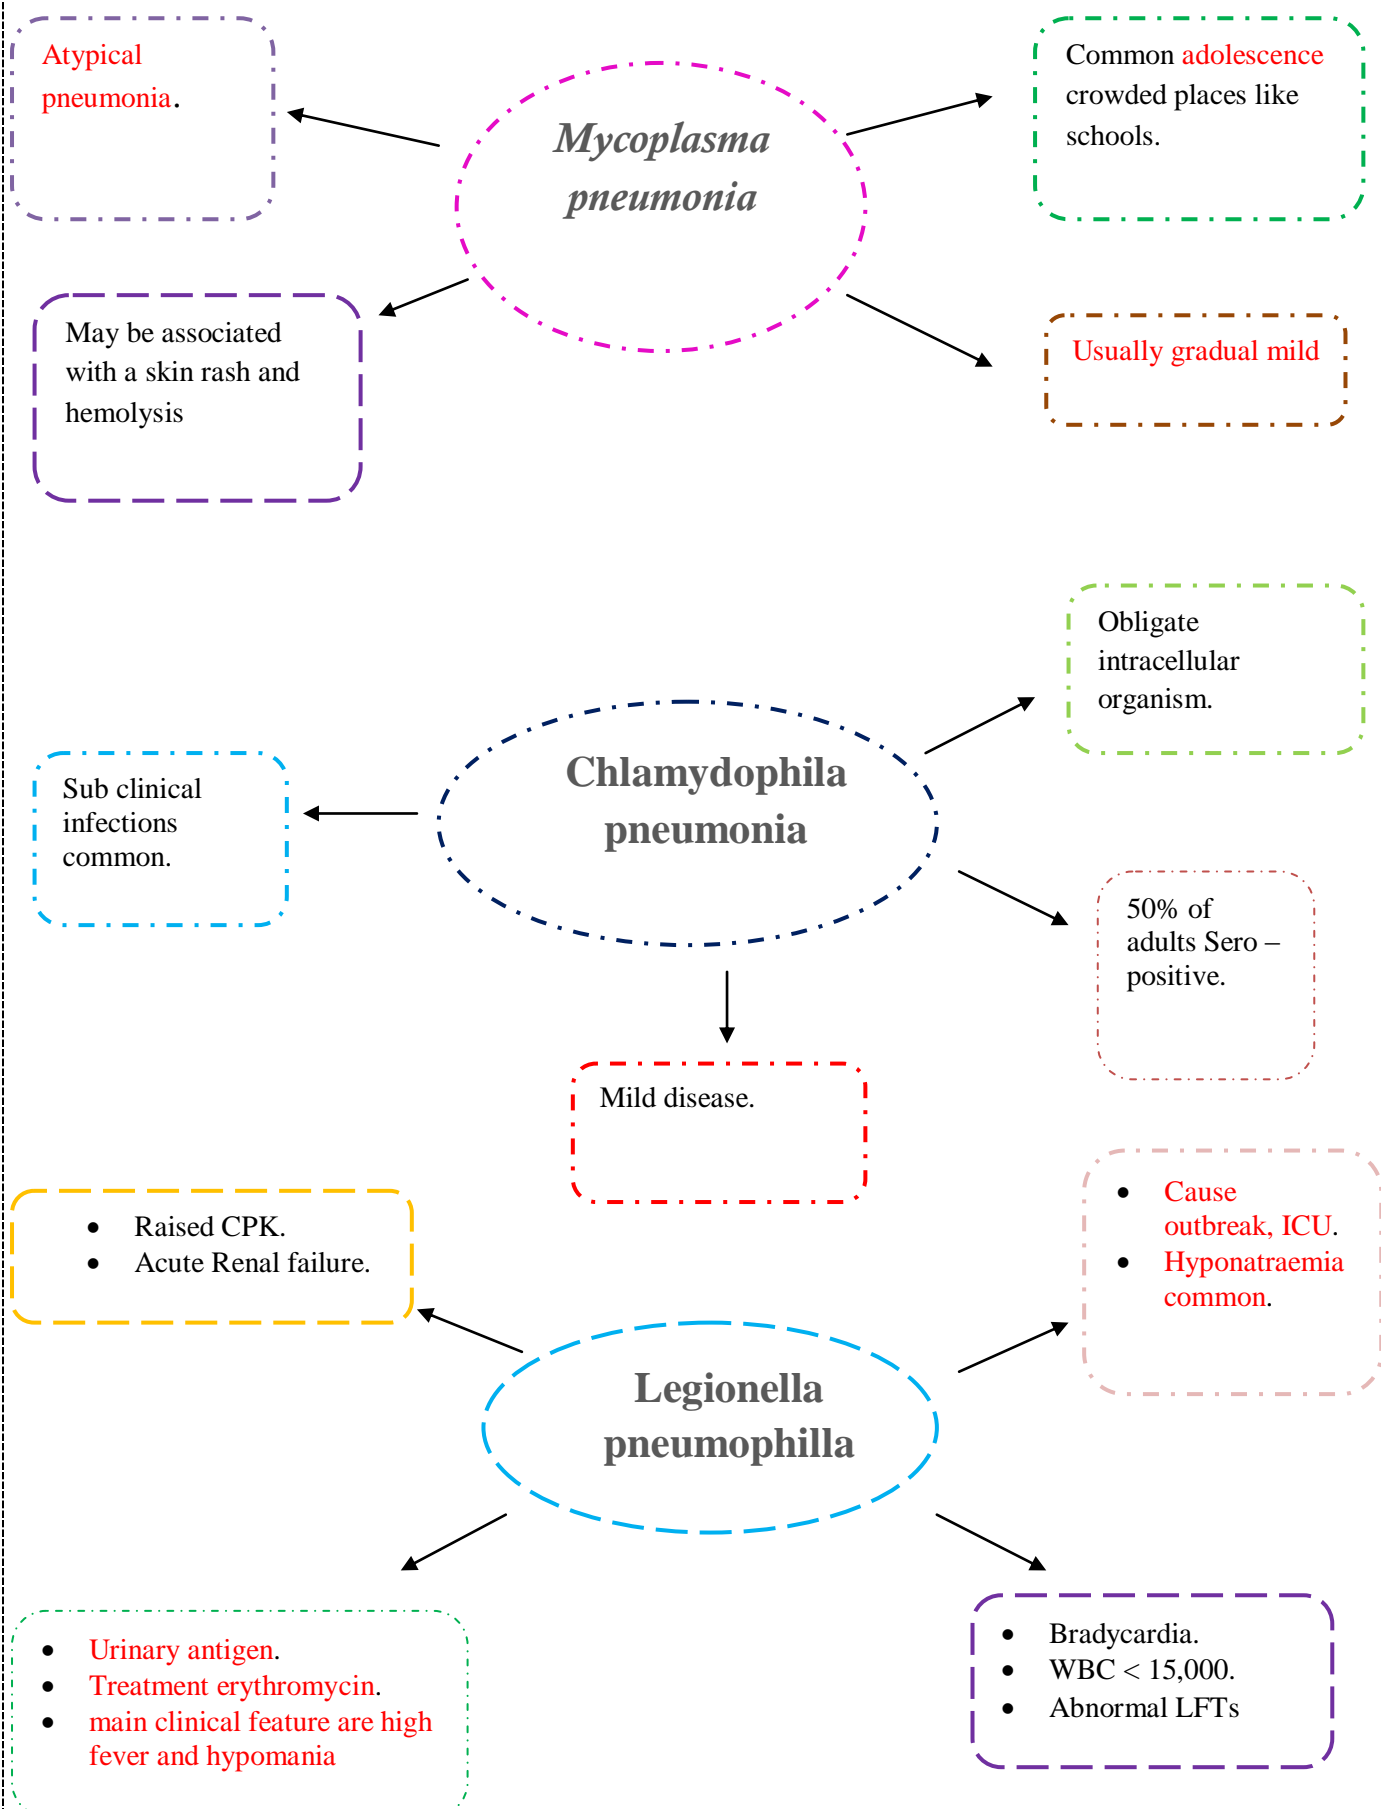 Atypical
pneumonia.
Mycoplasma
pneumonia
Common adolescence
crowded places like
schools.
May be associated
with a skin rash and
hemolysis
Usually gradual mild
Obligate
intracellular
organism.
Chlamydophila
pneumonia
Sub clinical
infections
common.
50% of
adults Sero –
positive.
Mild disease.
• Raised CPK.
• Acute Renal failure.
• Cause
outbreak, ICU.
• Hyponatraemia
common.
Legionella
pneumophilla
• Urinary antigen.
• Treatment erythromycin.
• main clinical feature are high
fever and hypomania
• Bradycardia.
• WBC < 15,000.
• Abnormal LFTs